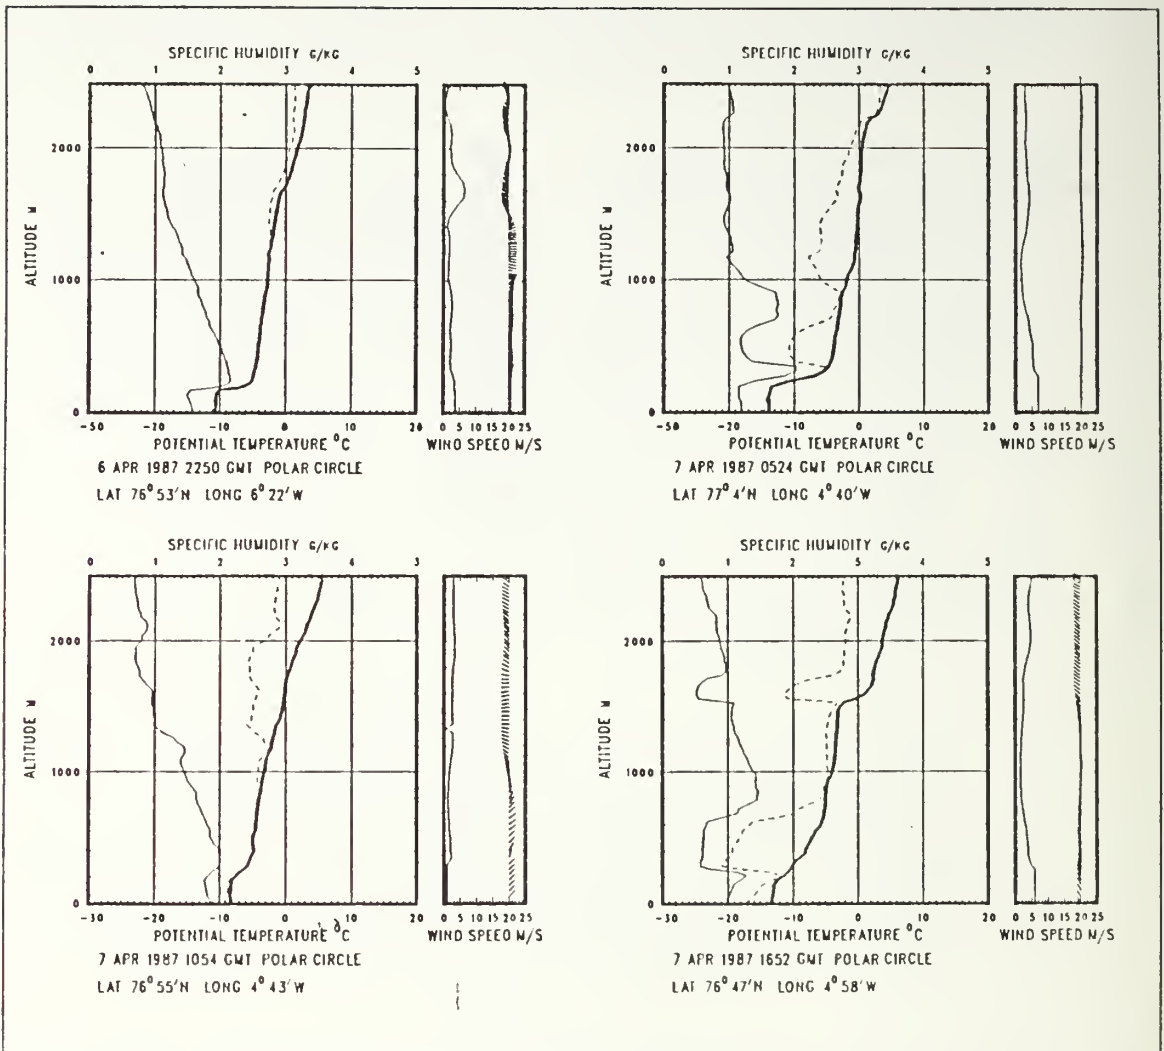 SPECIFIC HUMIDITY G/KG
0 1 2 3 4 5
2000
1000
0
ALTITUDE M
-30 -20 -10 0 10 20
POTENTIAL TEMPERATURE °C
0 5 10 15 20 25
WIND SPEED M/S
6 APR 1987 2250 GMT POLAR CIRCLE
LAT 76°53'N LONG 6°22'W
SPECIFIC HUMIDITY G/KG
0 1 2 3 4 5
2000
1000
0
ALTITUDE M
-30 -20 -10 0 10 20
POTENTIAL TEMPERATURE °C
0 5 10 15 20 25
WIND SPEED M/S
7 APR 1987 0524 GMT POLAR CIRCLE
LAT 77°4'N LONG 4°40'W
SPECIFIC HUMIDITY G/KG
0 1 2 3 4 5
2000
1000
0
ALTITUDE M
-30 -20 -10 0 10 20
POTENTIAL TEMPERATURE °C
0 5 10 15 20 25
WIND SPEED M/S
7 APR 1987 1054 GMT POLAR CIRCLE
LAT 76°55'N LONG 4°43'W
SPECIFIC HUMIDITY G/KG
0 1 2 3 4 5
2000
1000
0
ALTITUDE M
-30 -20 -10 0 10 20
POTENTIAL TEMPERATURE °C
0 5 10 15 20 25
WIND SPEED M/S
7 APR 1987 1652 GMT POLAR CIRCLE
LAT 76°47'N LONG 4°58'W